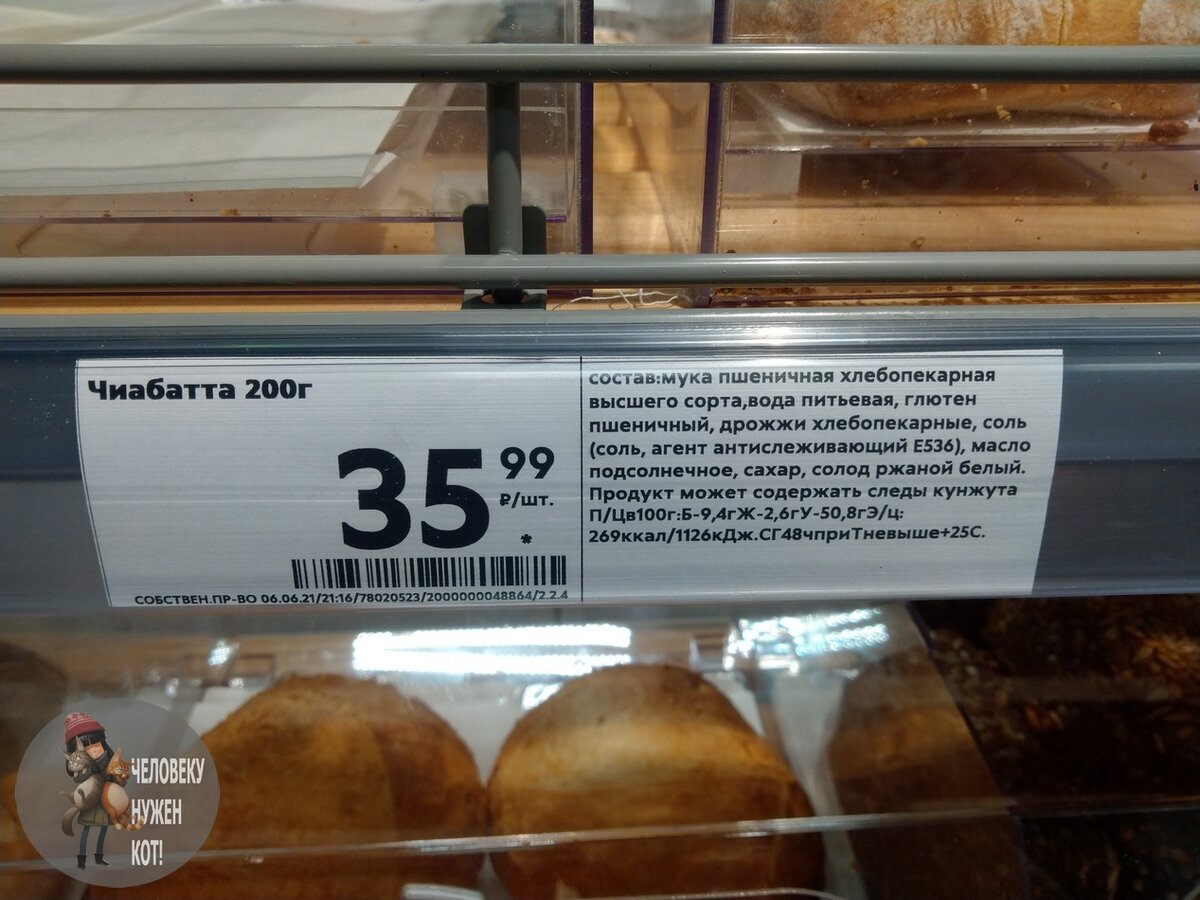 Чиабатта 200г
35 99
₽/шт.
*
СОБСТВЕН.ПР-ВО 06.06.21/21:16/78020523/2000000048864/2.2.4
состав:мука пшеничная хлебопекарная
высшего сорта,вода питьевая, глютен
пшеничный, дрожжи хлебопекарные, соль
(соль, агент антислеживающий Е536), масло
подсолнечное, сахар, солод ржаной белый.
Продукт может содержать следы кунжута
П/Цв100г:Б-9,4гЖ-2,6гУ-50,8гЭ/ц:
269ккал/1126кДж.СГ48чприТневыше+25С.
ЧЕЛОВЕКУ
НУЖЕН
КОТ!